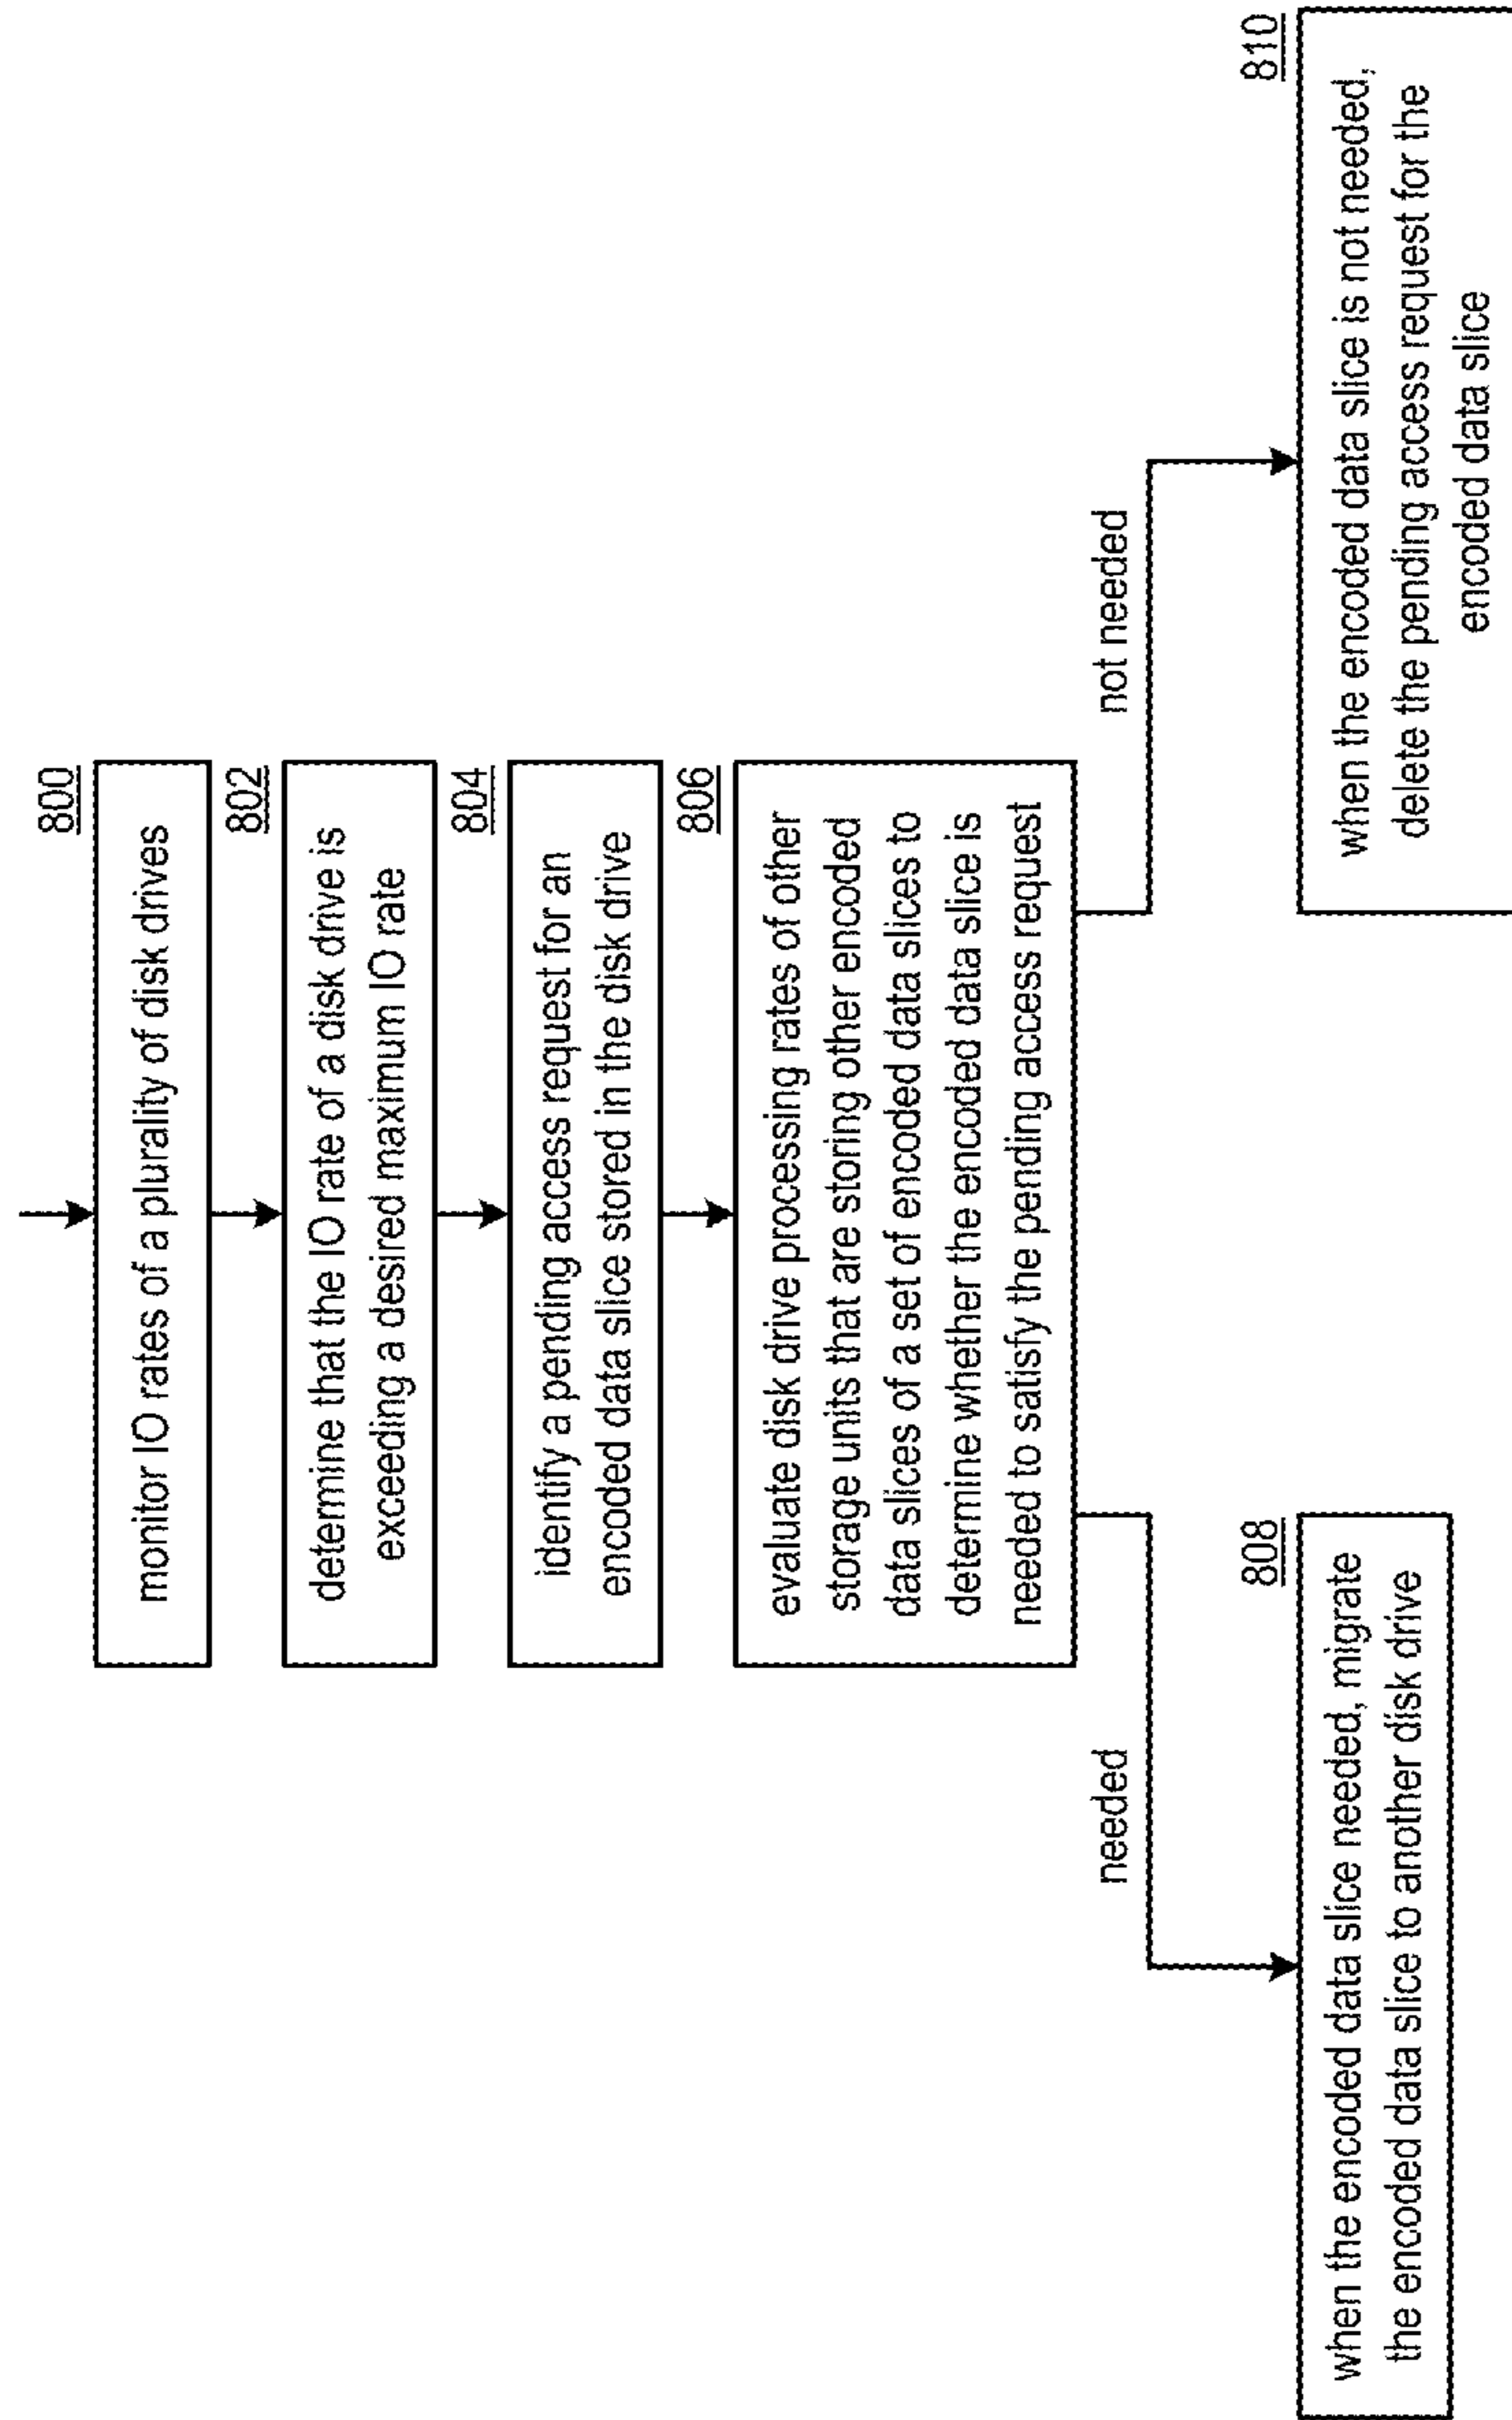 800
monitor IO rates of a plurality of disk drives
802
determine that the IO rate of a disk drive is
exceeding a desired maximum IO rate
804
identify a pending access request for an
encoded data slice stored in the disk drive
806
evaluate disk drive processing rates of other
storage units that are storing other encoded
data slices of a set of encoded data slices to
determine whether the encoded data slice is
needed to satisfy the pending access request
needed
not needed
808
when the encoded data slice needed, migrate
the encoded data slice to another disk drive
810
when the encoded data slice is not needed,
delete the pending access request for the
encoded data slice